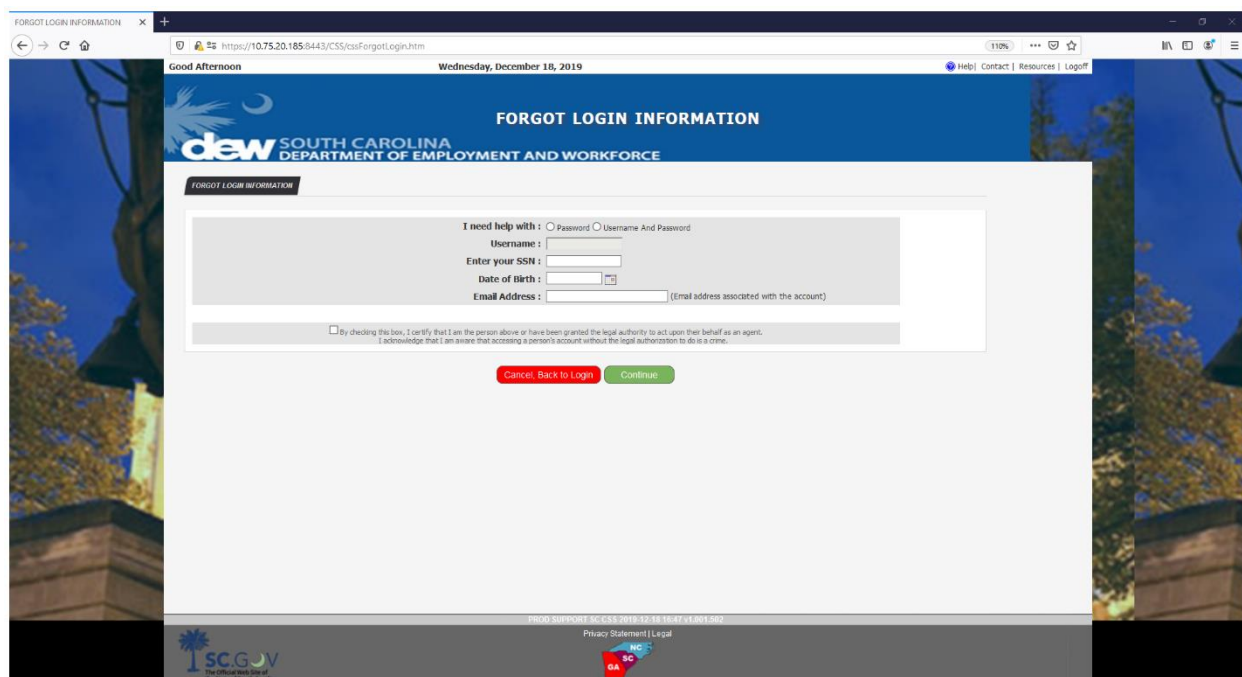 FORGOT LOGIN INFORMATION
110%
https://10.75.20.185:8443/CSS/cssForgotLogin.htm
Good Afternoon Wednesday, December 18, 2019 Help| Contact | Resources | Logoff
FORGOT LOGIN INFORMATION
dew SOUTH CAROLINA
DEPARTMENT OF EMPLOYMENT AND WORKFORCE
FORGOT LOGIN INFORMATION
I need help with : Password Username And Password
Username :
Enter your SSN :
Date of Birth :
Email Address : (Email address associated with the account)
By checking this box, I certify that I am the person above or have been granted the legal authority to act upon their behalf as an agent.
I acknowledge that I am aware that accessing a person's account without the legal authorization to do is a crime.
Cancel, Back to Login Continue
PROD SUPPORT SC CSS 2019-12-18 16:47 v1.001.502
Privacy Statement | Legal
NC
SC
GA
SC.GOV
The Official Web Site of